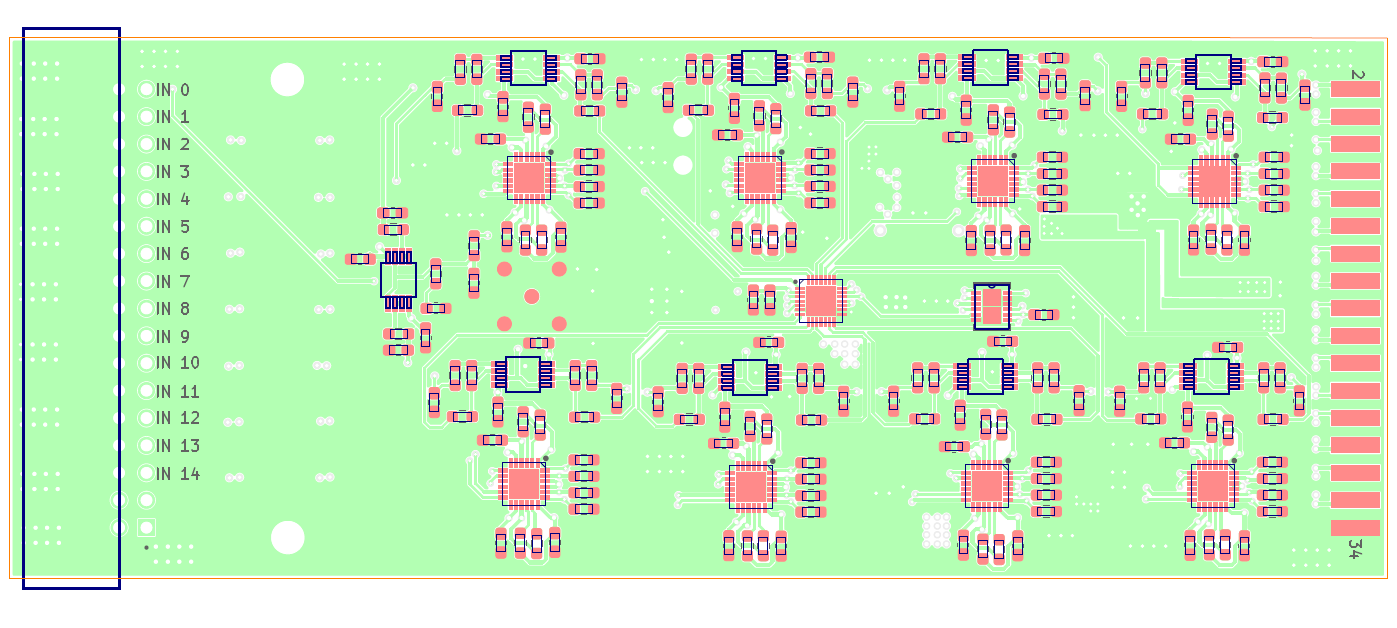 IN 0
IN 1
IN 2
IN 3
IN 4
IN 5
IN 6
IN 7
IN 8
IN 9
IN 10
IN 11
IN 12
IN 13
IN 14
2
34